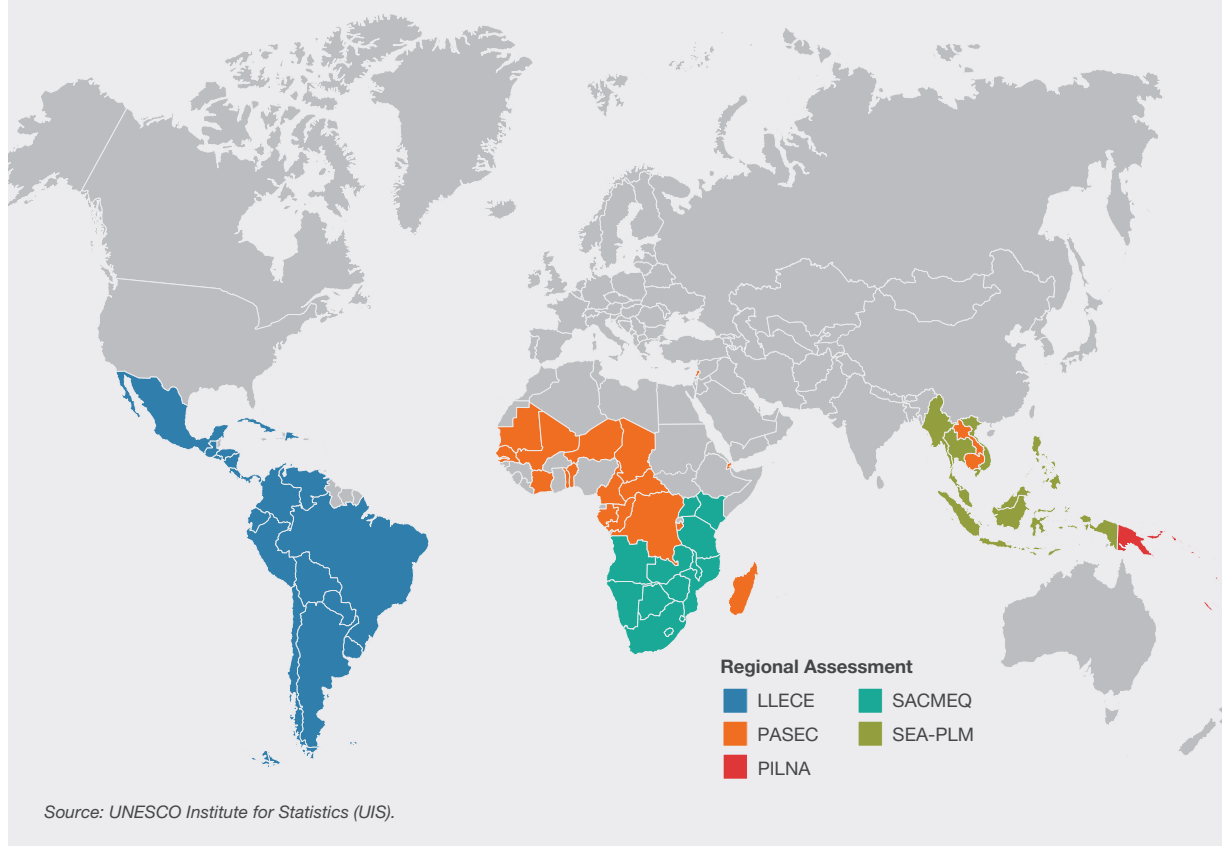 Regional Assessment
LLECE
SACMEQ
PASEC
SEA-PLM
PILNA
Source: UNESCO Institute for Statistics (UIS).